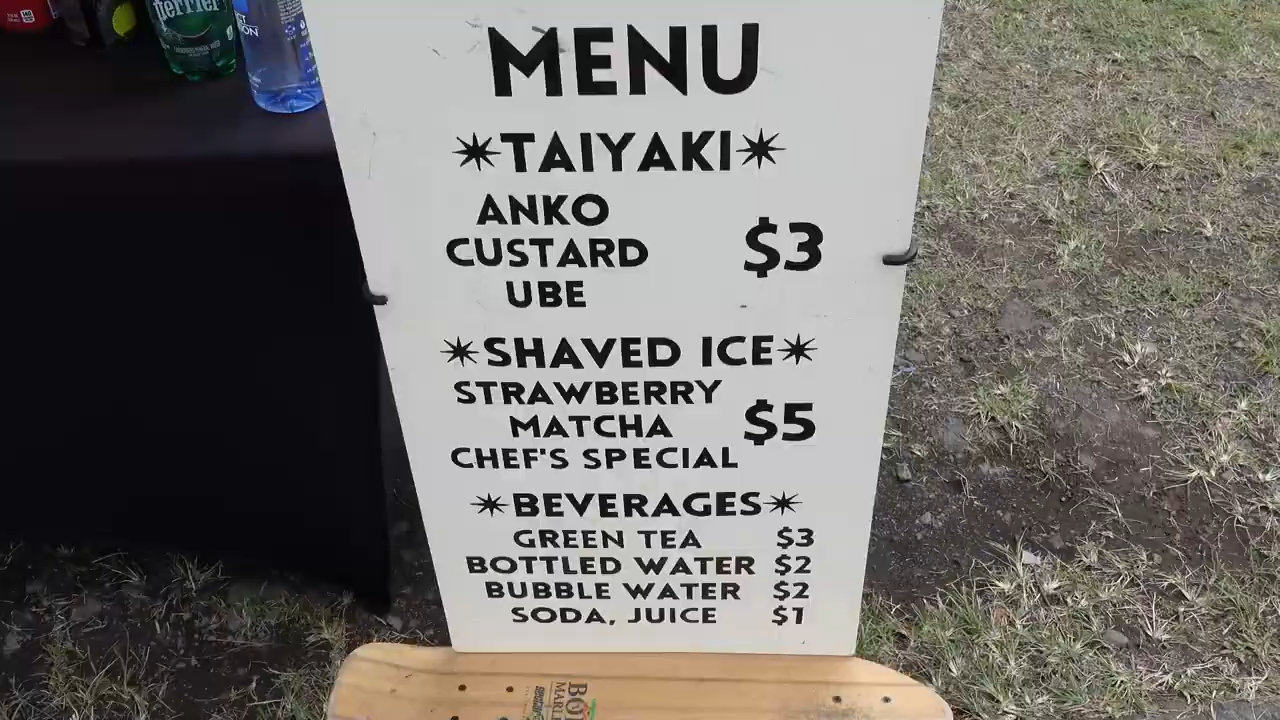 perrier
MENU
✷TAIYAKI✷
ANKO
CUSTARD $3
UBE
✷SHAVED ICE✷
STRAWBERRY
MATCHA $5
CHEF'S SPECIAL
✷BEVERAGES✷
GREEN TEA $3
BOTTLED WATER $2
BUBBLE WATER $2
SODA, JUICE $1